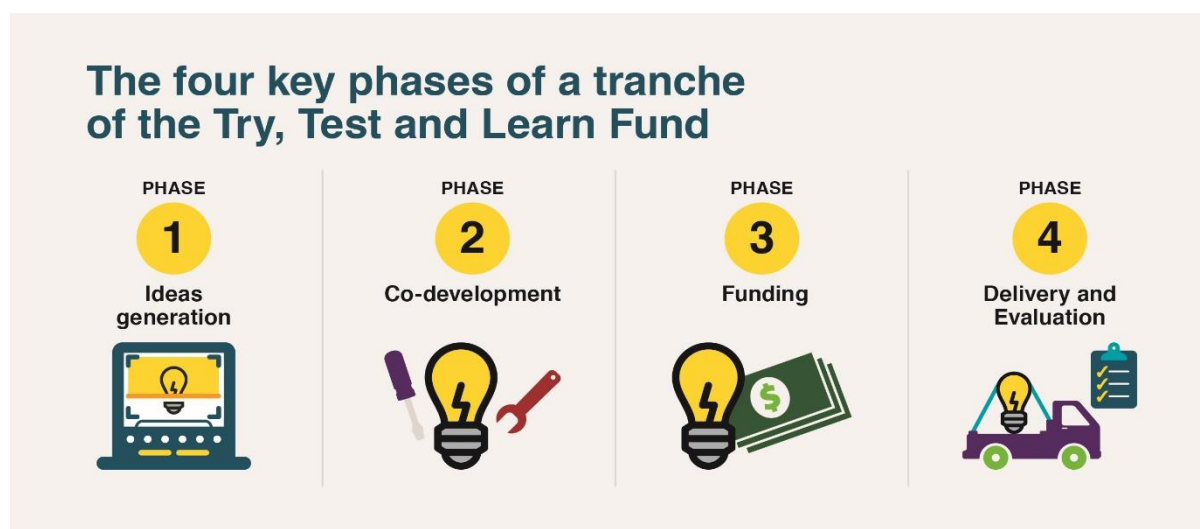 The four key phases of a tranche
of the Try, Test and Learn Fund
PHASE
1
Ideas
generation
PHASE
2
Co-development
PHASE
3
Funding
$
PHASE
4
Delivery and
Evaluation